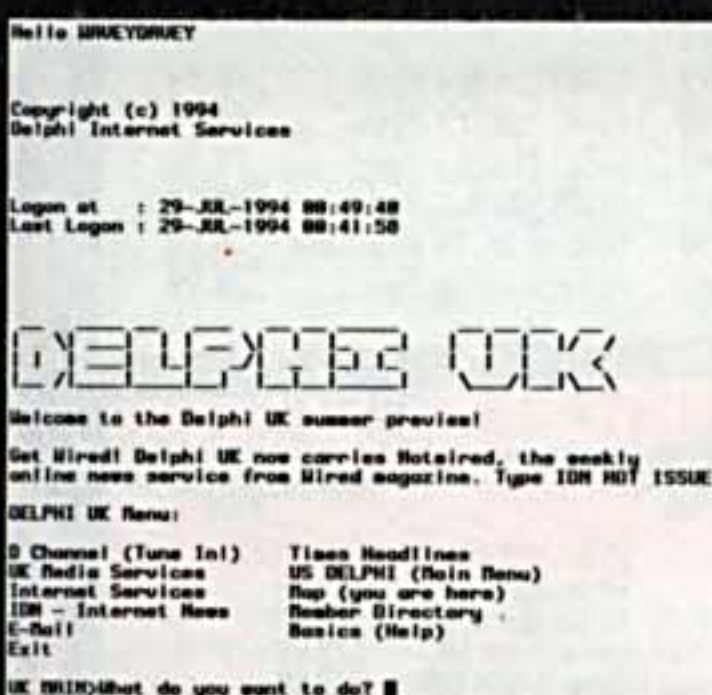 Hello WAVEYDAVEY
Copyright (c) 1994
Delphi Internet Services
Logon at : 29-JUL-1994 00:49:40
Last Logon : 29-JUL-1994 00:41:50
DELPHI UK
Welcome to the Delphi UK summer preview!
Get Wired! Delphi UK now carries Hotwired, the weekly
online news service from Wired magazine. Type IDN HOT ISSUE
DELPHI UK Menu:
D Channel (Tune In!) Times Headlines
UK Media Services US DELPHI (Main Menu)
Internet Services Map (you are here)
IDN - Internet News Member Directory
E-Mail Basics (Help)
Exit
UK MAIN>What do you want to do?